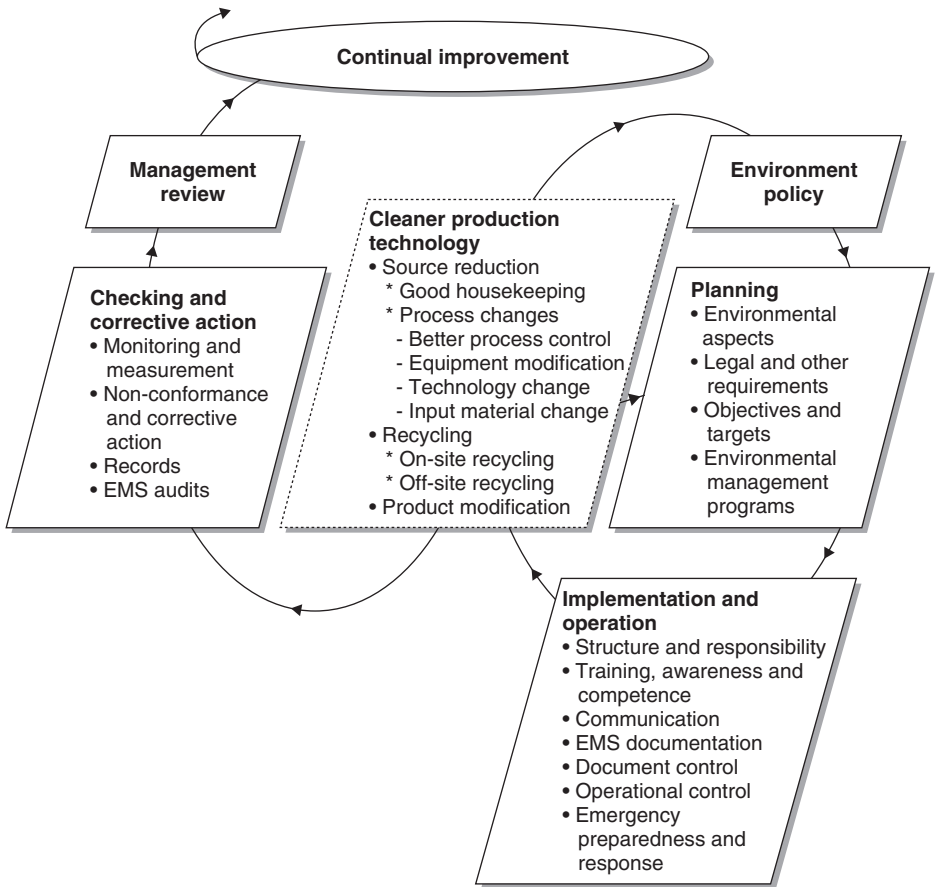 Continual improvement
Management
review
Environment
policy
Cleaner production
technology
• Source reduction
* Good housekeeping
* Process changes
- Better process control
- Equipment modification
- Technology change
- Input material change
• Recycling
* On-site recycling
* Off-site recycling
• Product modification
Checking and
corrective action
• Monitoring and
measurement
• Non-conformance
and corrective
action
• Records
• EMS audits
Planning
• Environmental
aspects
• Legal and other
requirements
• Objectives and
targets
• Environmental
management
programs
Implementation and
operation
• Structure and responsibility
• Training, awareness and
competence
• Communication
• EMS documentation
• Document control
• Operational control
• Emergency
preparedness and
response